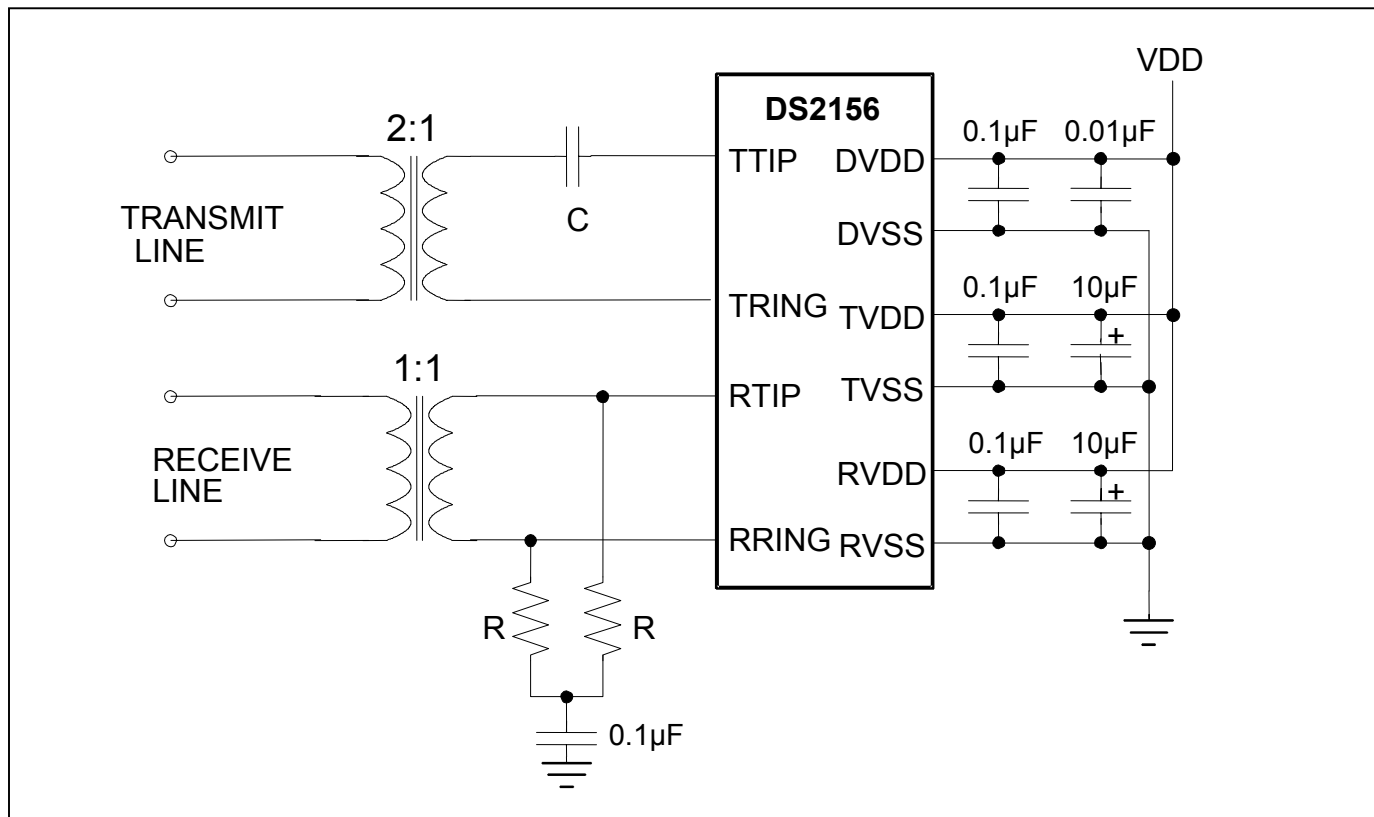 VDD
DS2156
2:1
0.1µF 0.01µF
TTIP DVDD
C
TRANSMIT
LINE
DVSS
0.1µF 10µF
TRING TVDD
+
1:1
RTIP TVSS
0.1µF 10µF
RECEIVE
LINE
RVDD
+
RRING RVSS
R R
0.1µF